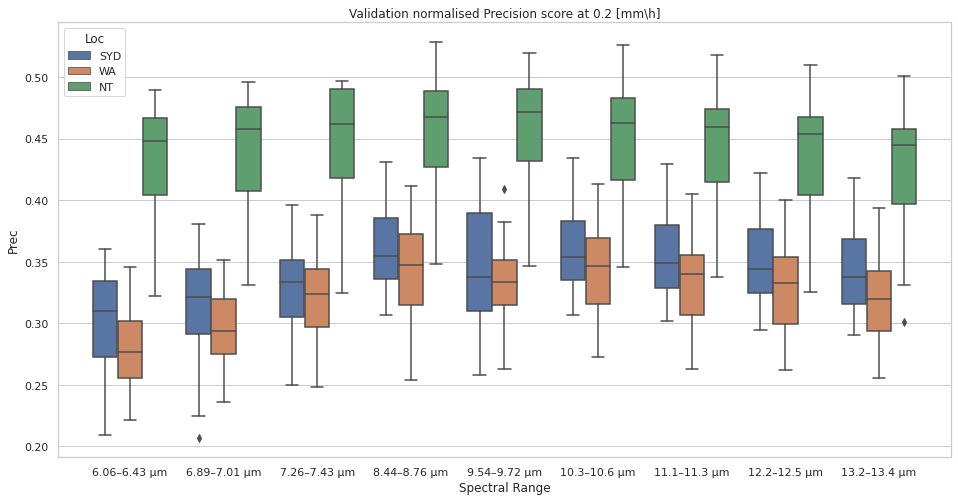 Validation normalised Precision score at 0.2 [mm\h]
Loc
SYD
WA
NT
Prec
0.50
0.45
0.40
0.35
0.30
0.25
0.20
6.06–6.43 µm 6.89–7.01 µm 7.26–7.43 µm 8.44–8.76 µm 9.54–9.72 µm 10.3–10.6 µm 11.1–11.3 µm 12.2–12.5 µm 13.2–13.4 µm
Spectral Range